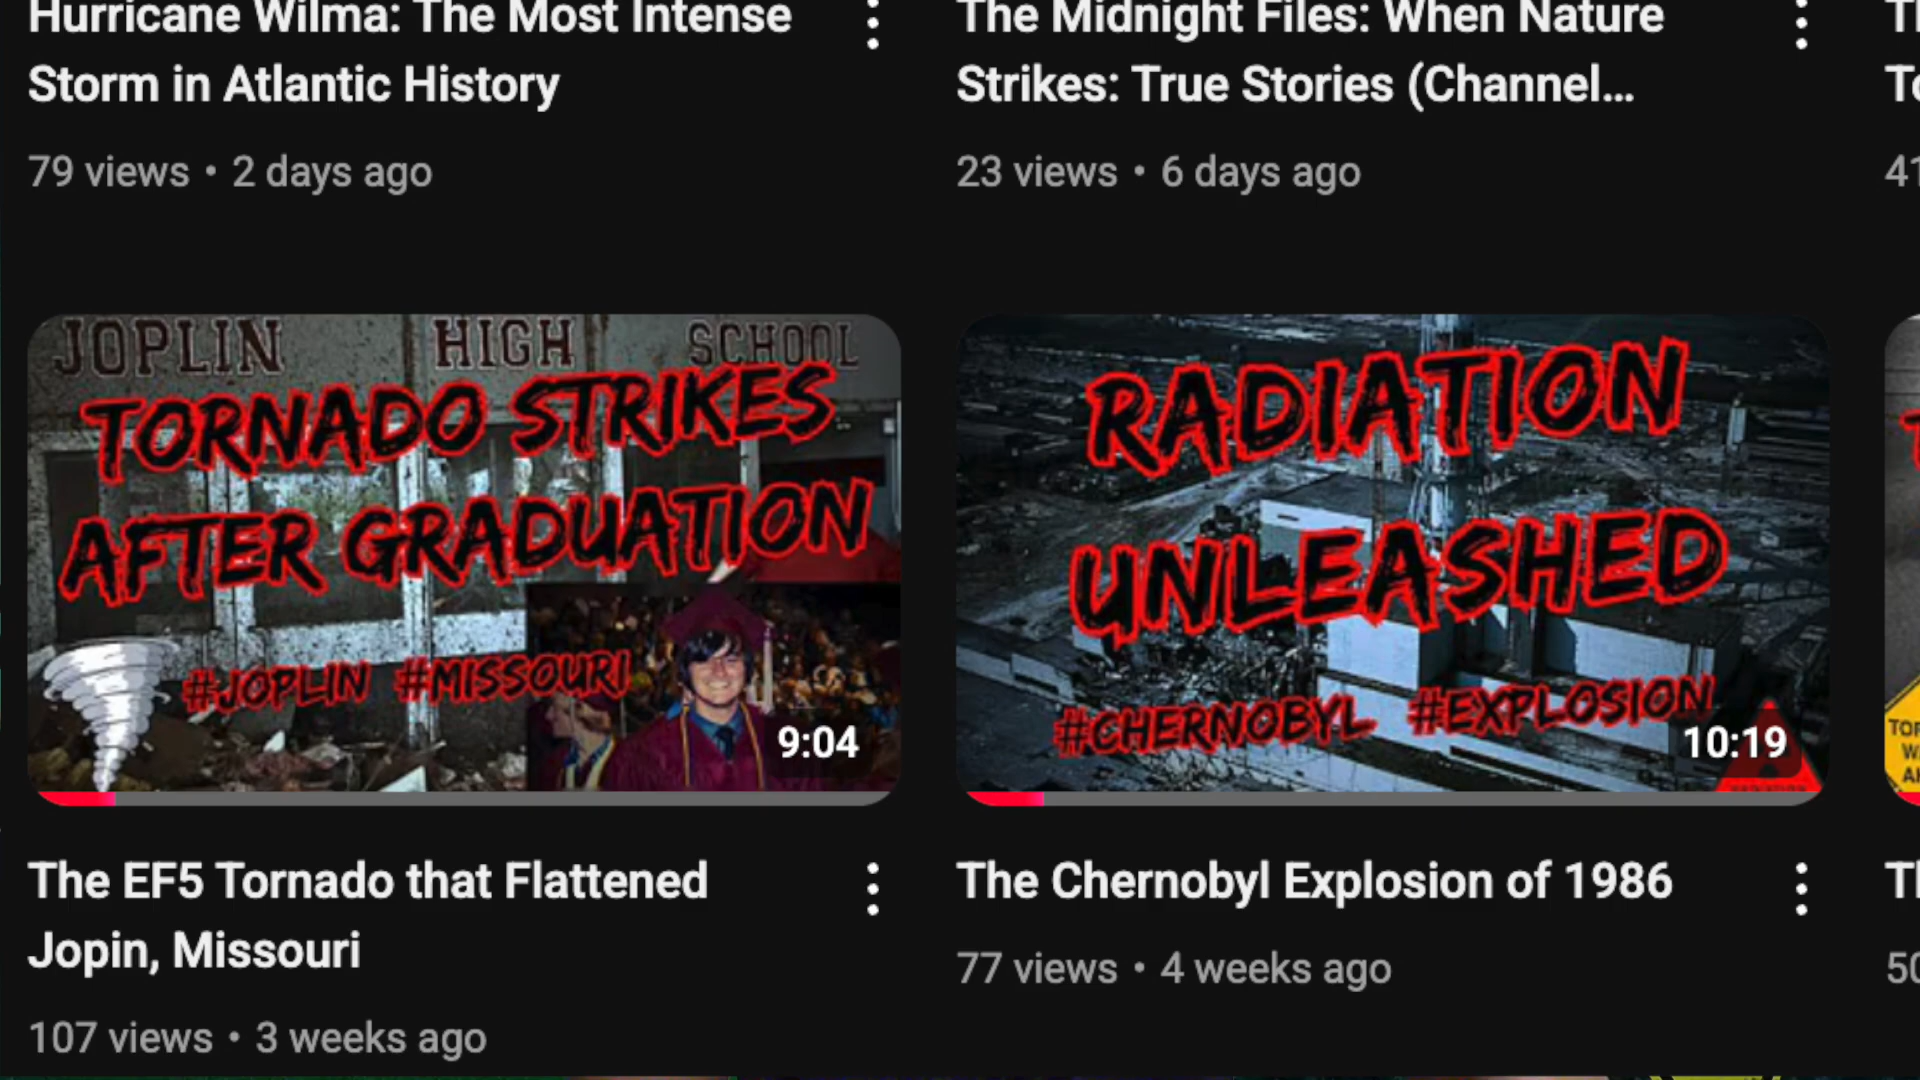 Hurricane Wilma: The Most Intense
Storm in Atlantic History
79 views • 2 days ago
The Midnight Files: When Nature
Strikes: True Stories (Channel...
23 views • 6 days ago
41
JOPLIN HIGH SCHOOL
TORNADO STRIKES
AFTER GRADUATION
#JOPLIN #MISSOURI
9:04
The EF5 Tornado that Flattened
Jopin, Missouri
107 views • 3 weeks ago
RADIATION
UNLEASHED
#CHERNOBYL #EXPLOSION
10:19
The Chernobyl Explosion of 1986
77 views • 4 weeks ago
50